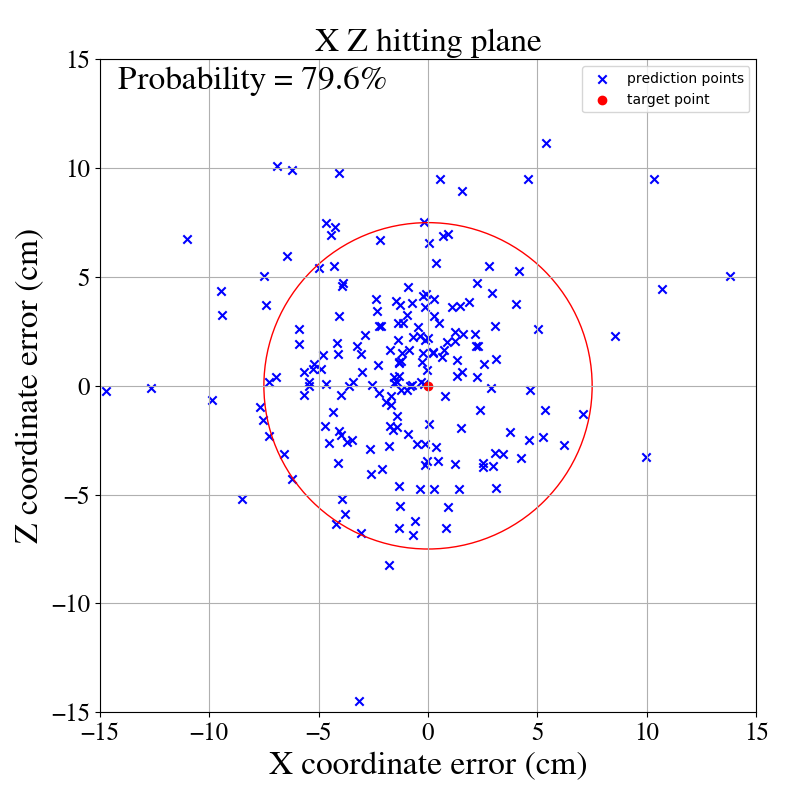 X Z hitting plane
Probability = 79.6%
prediction points
target point
15
10
5
0
−5
−10
−15
−15 −10 −5 0 5 10 15
Z coordinate error (cm)
X coordinate error (cm)